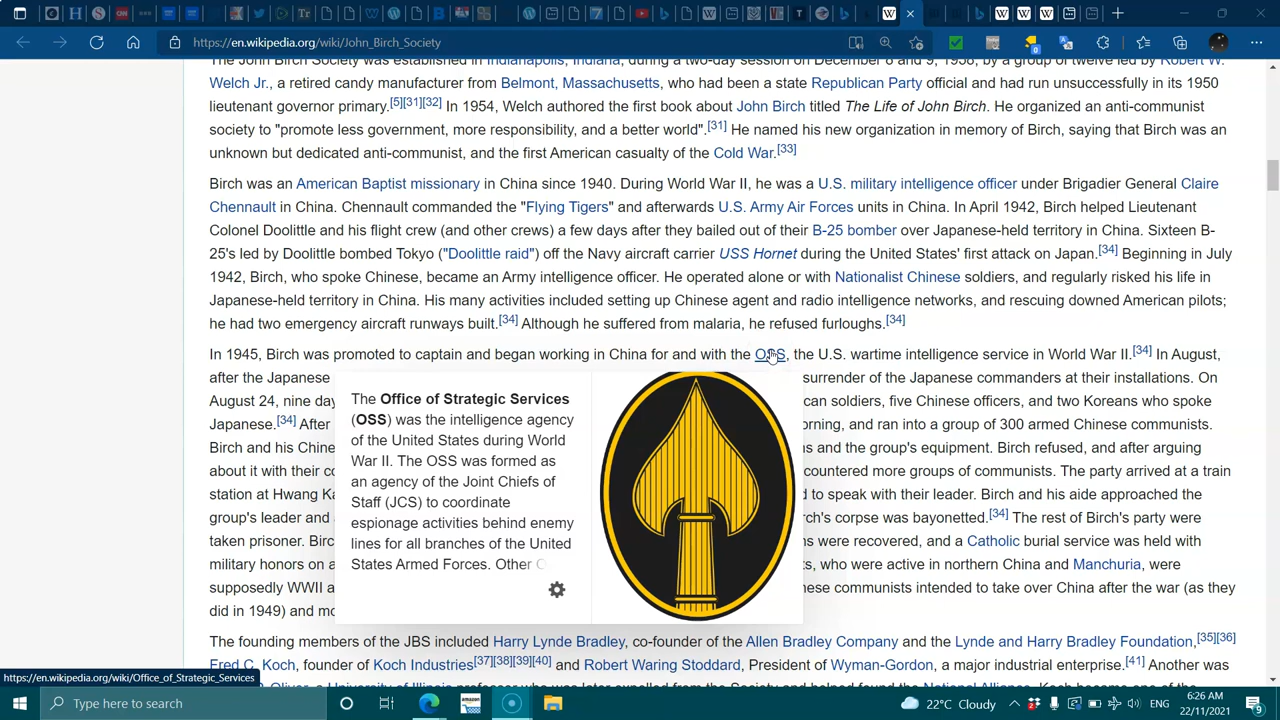 https://en.wikipedia.org/wiki/John_Birch_Society
The John Birch Society was established in Indianapolis, Indiana, during a two-day session on December 8 and 9, 1958, by a group of twelve led by Robert W.
Welch Jr., a retired candy manufacturer from Belmont, Massachusetts, who had been a state Republican Party official and had run unsuccessfully in its 1950
lieutenant governor primary.[5][31][32] In 1954, Welch authored the first book about John Birch titled The Life of John Birch. He organized an anti-communist
society to "promote less government, more responsibility, and a better world".[31] He named his new organization in memory of Birch, saying that Birch was an
unknown but dedicated anti-communist, and the first American casualty of the Cold War.[33]
Birch was an American Baptist missionary in China since 1940. During World War II, he was a U.S. military intelligence officer under Brigadier General Claire
Chennault in China. Chennault commanded the "Flying Tigers" and afterwards U.S. Army Air Forces units in China. In April 1942, Birch helped Lieutenant
Colonel Doolittle and his flight crew (and other crews) a few days after they bailed out of their B-25 bomber over Japanese-held territory in China. Sixteen B-
25's led by Doolittle bombed Tokyo ("Doolittle raid") off the Navy aircraft carrier USS Hornet during the United States' first attack on Japan.[34] Beginning in July
1942, Birch, who spoke Chinese, became an Army intelligence officer. He operated alone or with Nationalist Chinese soldiers, and regularly risked his life in
Japanese-held territory in China. His many activities included setting up Chinese agent and radio intelligence networks, and rescuing downed American pilots;
he had two emergency aircraft runways built.[34] Although he suffered from malaria, he refused furloughs.[34]
In 1945, Birch was promoted to captain and began working in China for and with the OSS, the U.S. wartime intelligence service in World War II.[34] In August,
after the Japanese surrender of the Japanese commanders at their installations. On
August 24, nine day can soldiers, five Chinese officers, and two Koreans who spoke
Japanese.[34] After orning, and ran into a group of 300 armed Chinese communists.
Birch and his Chine s and the group's equipment. Birch refused, and after arguing
about it with their co countered more groups of communists. The party arrived at a train
station at Hwang Ka d to speak with their leader. Birch and his aide approached the
group's leader and rch's corpse was bayonetted.[34] The rest of Birch's party were
taken prisoner. Birc ns were recovered, and a Catholic burial service was held with
military honors on a s, who were active in northern China and Manchuria, were
supposedly WWII a nese communists intended to take over China after the war (as they
did in 1949) and mo
The Office of Strategic Services
(OSS) was the intelligence agency
of the United States during World
War II. The OSS was formed as
an agency of the Joint Chiefs of
Staff (JCS) to coordinate
espionage activities behind enemy
lines for all branches of the United
States Armed Forces. Other O
The founding members of the JBS included Harry Lynde Bradley, co-founder of the Allen Bradley Company and the Lynde and Harry Bradley Foundation,[35][36]
Fred C. Koch, founder of Koch Industries[37][38][39][40] and Robert Waring Stoddard, President of Wyman-Gordon, a major industrial enterprise.[41] Another was
https://en.wikipedia.org/wiki/Office_of_Strategic_Services
Type here to search
22°C Cloudy
ENG
6:26 AM
22/11/2021